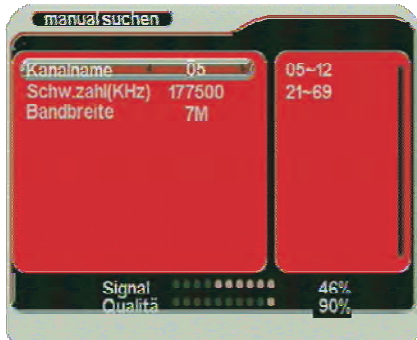 manual suchen
Kanalname 05
Schw.zahl(KHz) 177500
Bandbreite 7M
05~12
21~69
Signal 46%
Qualitä 90%